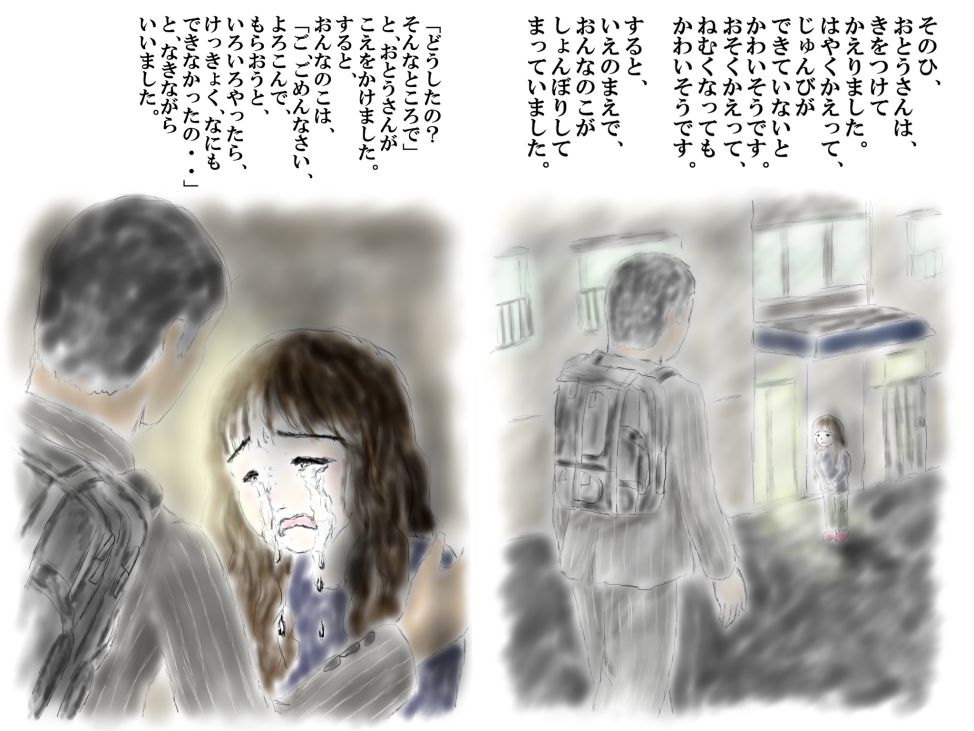 そのひ、
おとうさんは、
きをつけて
かえりました。
はやくかえって、
じゅんびが
できていないと
かわいそうです。
おそくかえって、
ねむくなっても
かわいそうです。
すると、
いえのまえで、
おんなのこが
しょんぼりして
まっていました。
「どうしたの？
そんなところで」
と、おとうさんが
こえをかけました。
すると、
おんなのこは、
「ご、ごめんなさい、
よろこんで、
もらおうと、
いろいろやったら、
けっきょく、なにも
できなかったの・・」
と、なきながら
いいました。